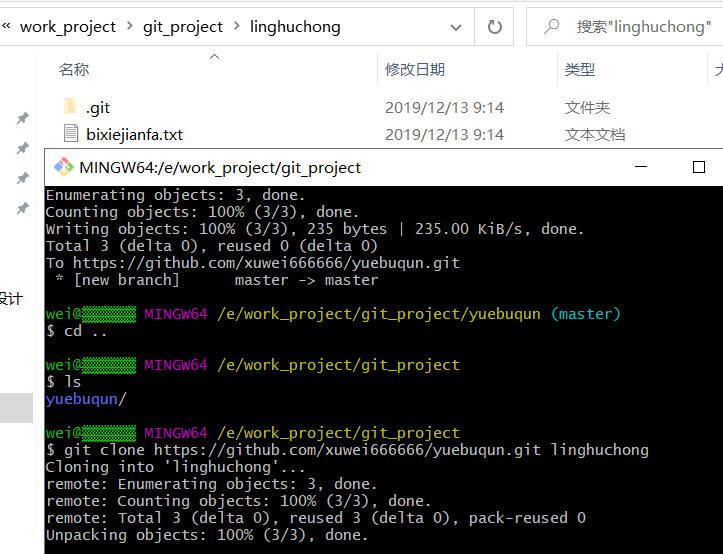 « work_project > git_project > linghuchong
搜索"linghuchong"
名称 修改日期 类型
.git 2019/12/13 9:14 文件夹
bixiejianfa.txt 2019/12/13 9:14 文本文档
设计
MINGW64:/e/work_project/git_project
Enumerating objects: 3, done.
Counting objects: 100% (3/3), done.
Writing objects: 100% (3/3), 235 bytes | 235.00 KiB/s, done.
Total 3 (delta 0), reused 0 (delta 0)
To https://github.com/xuwei666666/yuebuqun.git
* [new branch] master -> master
wei@ MINGW64 /e/work_project/git_project/yuebuqun (master)
$ cd ..
wei@ MINGW64 /e/work_project/git_project
$ ls
yuebuqun/
wei@ MINGW64 /e/work_project/git_project
$ git clone https://github.com/xuwei666666/yuebuqun.git linghuchong
Cloning into 'linghuchong'...
remote: Enumerating objects: 3, done.
remote: Counting objects: 100% (3/3), done.
remote: Total 3 (delta 0), reused 3 (delta 0), pack-reused 0
Unpacking objects: 100% (3/3), done.